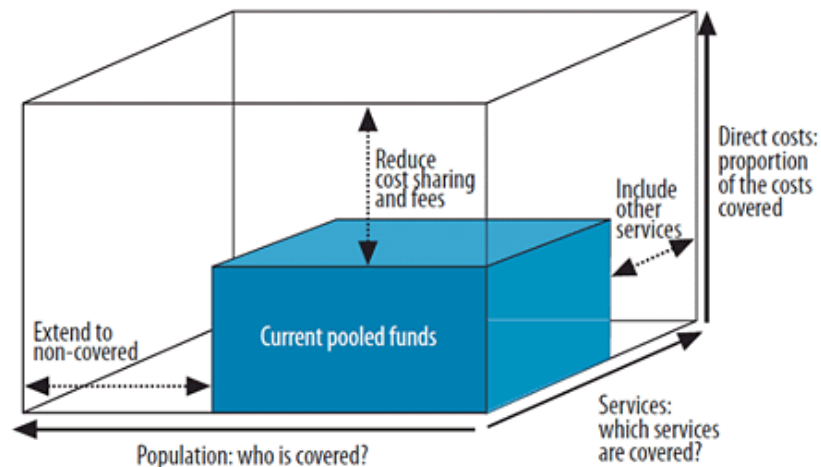 Reduce
cost sharing
and fees
Include
other
services
Direct costs:
proportion
of the costs
covered
Extend to
non-covered
Current pooled funds
Services:
which services
are covered?
Population: who is covered?